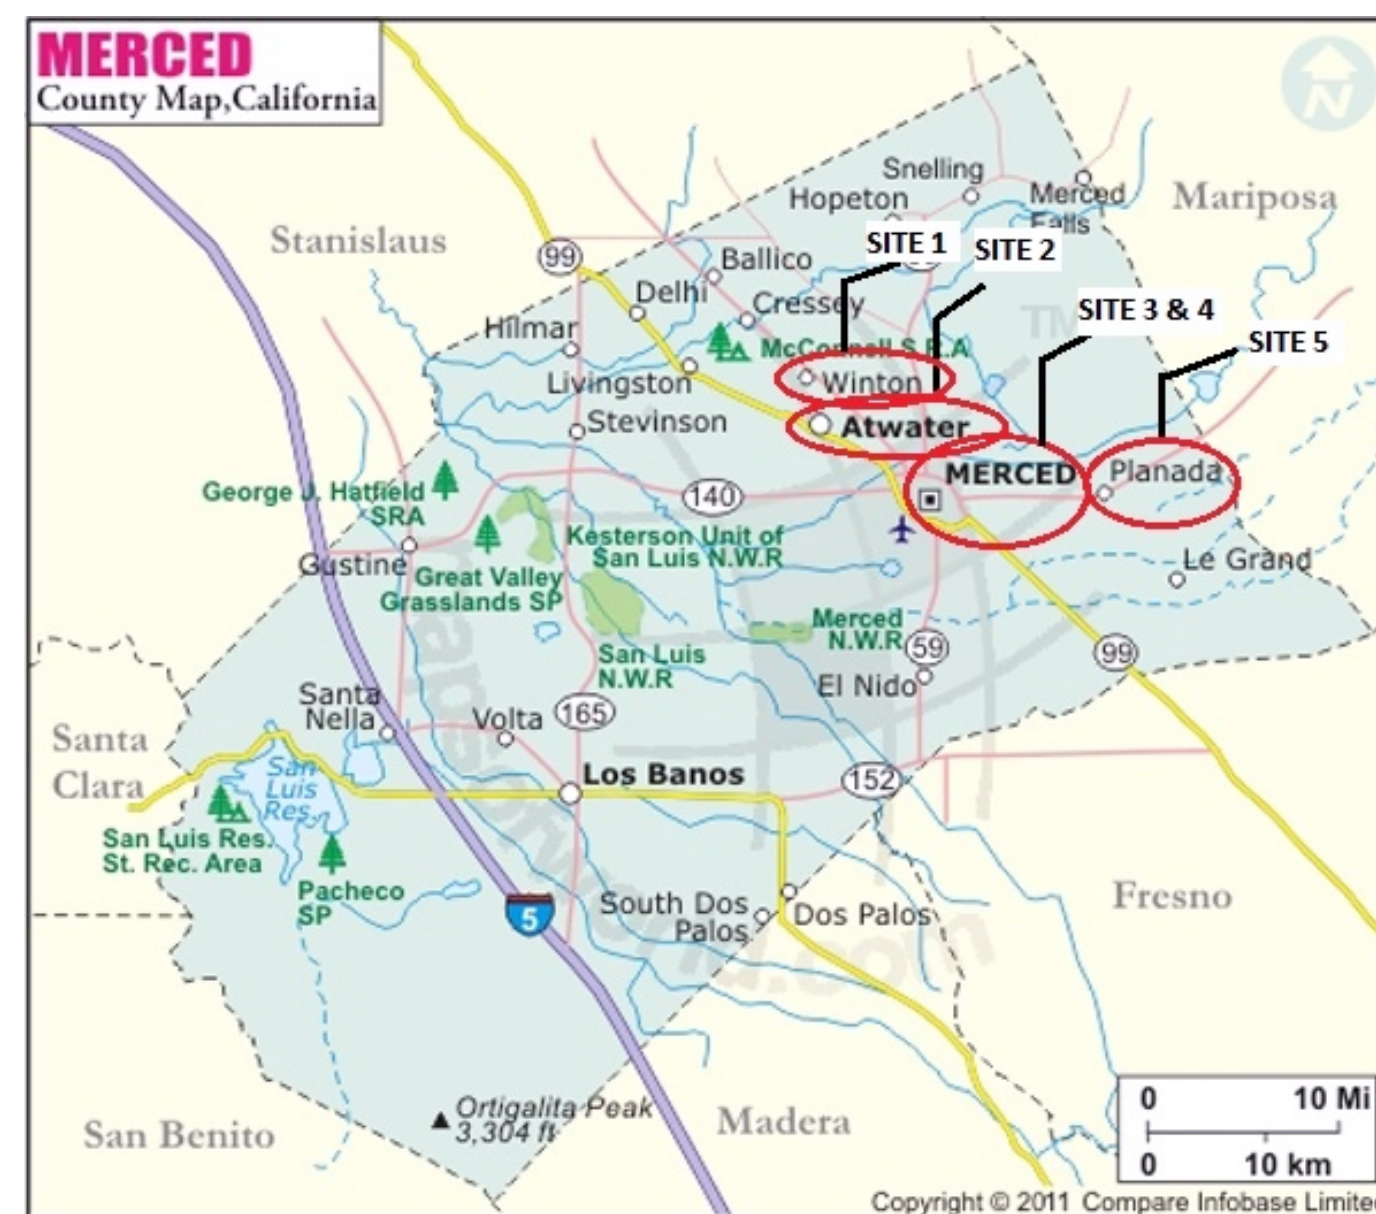 MERCED
County Map,California
N
Snelling
Hopeton
Merced
Falls
Mariposa
Stanislaus
SITE 1
SITE 2
99
Ballico
Delhi
Cressey
SITE 3 & 4
TM
Hilmar
SITE 5
McConnell S.R.A
Livingston
Winton
Stevinson
Atwater
MERCED
Planada
George J. Hatfield
SRA
140
Kesterson Unit of
San Luis N.W.R
Gustine
Great Valley
Grasslands SP
Le Grand
Merced
N.W.R
San Luis
N.W.R
59
99
El Nido
Santa
Nella
Volta
165
Santa
Clara
San
Luis
Res.
Los Banos
152
San Luis Res.
St. Rec. Area
Pacheco
SP
5
South Dos
Palos
Dos Palos
Fresno
mapsofworld.com
Ortigalita Peak
3,304 ft
San Benito
Madera
0 10 Mi
0 10 km
Copyright © 2011 Compare Infobase Limited